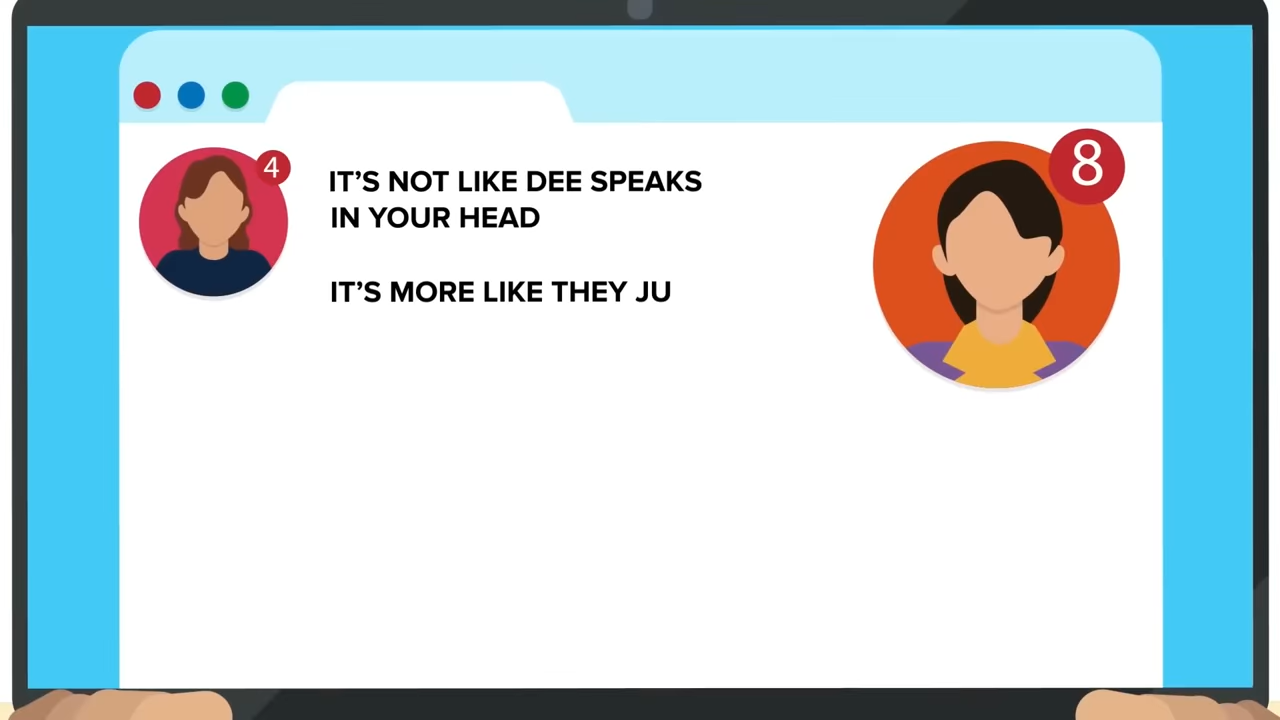 4
IT'S NOT LIKE DEE SPEAKS
IN YOUR HEAD
IT'S MORE LIKE THEY JU
8